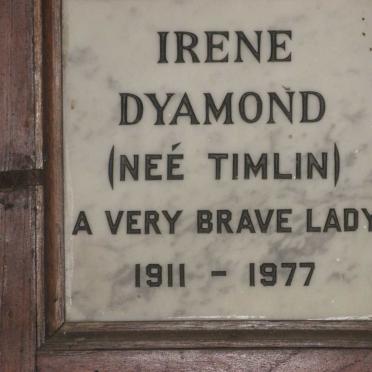 IRENE
DYAMOND
(NEÉ TIMLIN)
A VERY BRAVE LADY
1911 - 1977